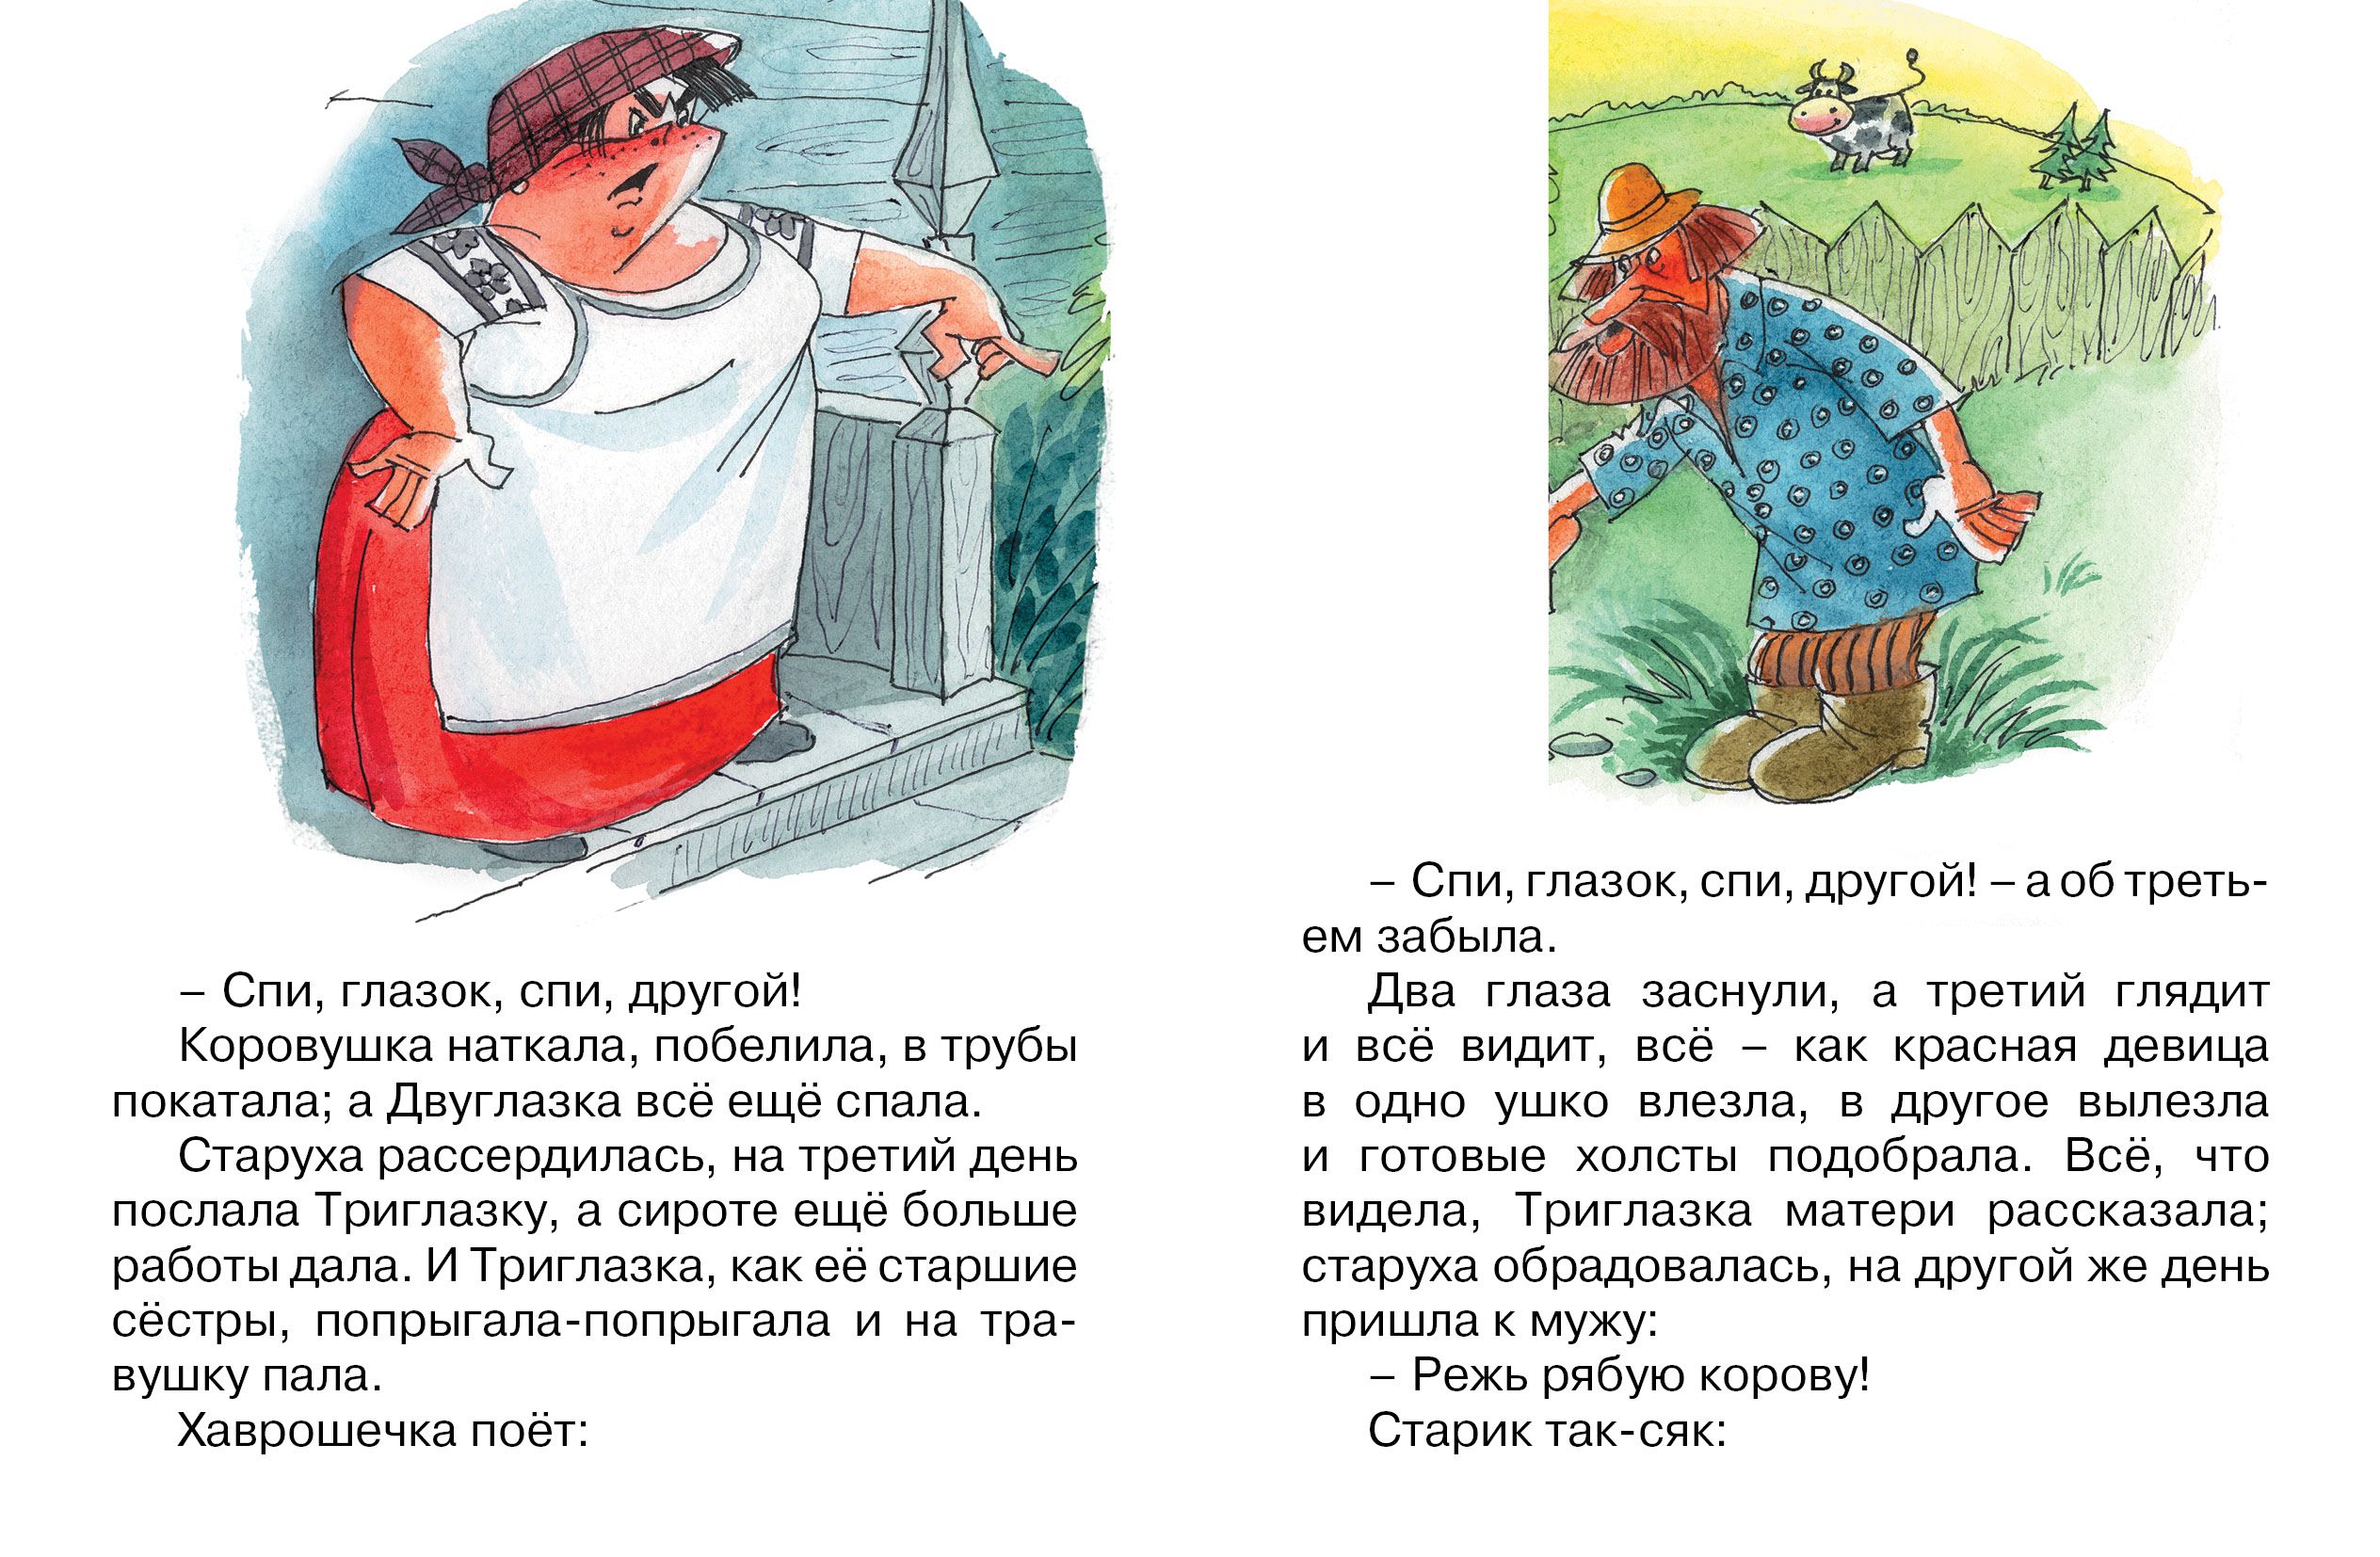 – Спи, глазок, спи, другой!
Коровушка наткала, побелила, в трубы
покатала; а Двуглазка всё ещё спала.
Старуха рассердилась, на третий день
послала Триглазку, а сироте ещё больше
работы дала. И Триглазка, как её старшие
сёстры, попрыгала-попрыгала и на тра-
вушку пала.
Хаврошечка поёт:
– Спи, глазок, спи, другой! – а об треть-
ем забыла.
Два глаза заснули, а третий глядит
и всё видит, всё – как красная девица
в одно ушко влезла, в другое вылезла
и готовые холсты подобрала. Всё, что
видела, Триглазка матери рассказала;
старуха обрадовалась, на другой же день
пришла к мужу:
– Режь рябую корову!
Старик так-сяк: